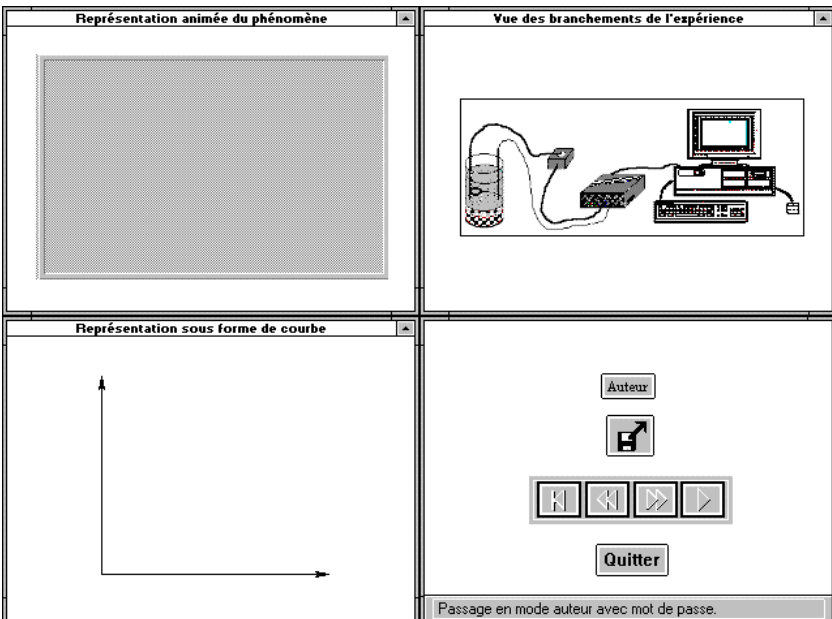 Représentation animée du phénomène
Vue des branchements de l'expérience
Représentation sous forme de courbe
Auteur
Quitter
Passage en mode auteur avec mot de passe.